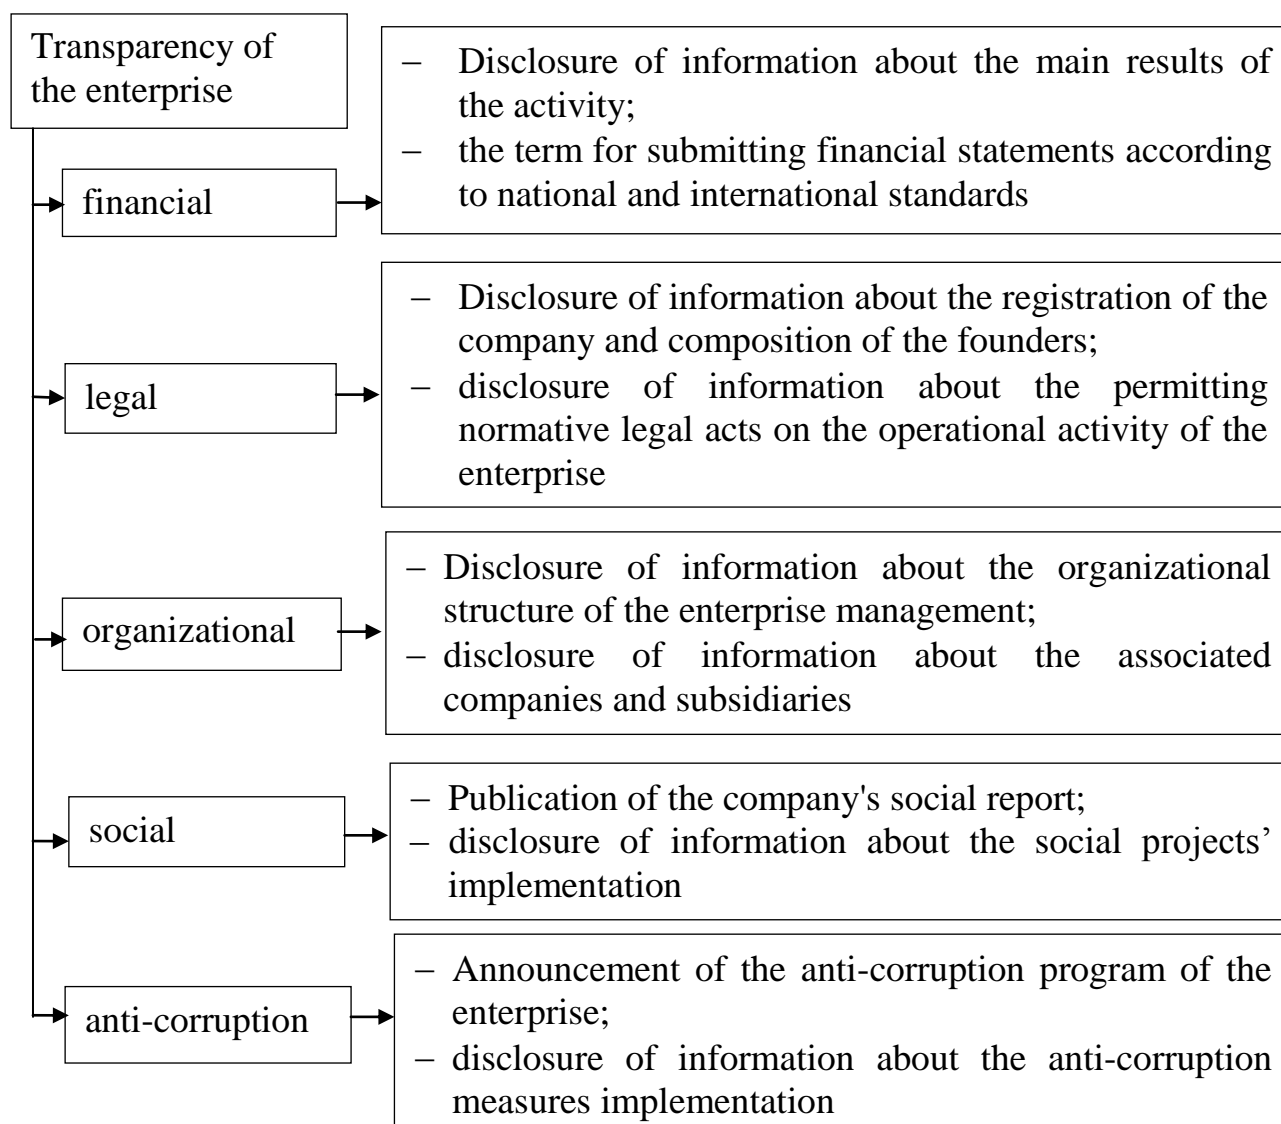 Transparency of
the enterprise
– Disclosure of information about the main results of
the activity;
– the term for submitting financial statements according
to national and international standards
financial
– Disclosure of information about the registration of the
company and composition of the founders;
– disclosure of information about the permitting
normative legal acts on the operational activity of the
enterprise
legal
– Disclosure of information about the organizational
structure of the enterprise management;
– disclosure of information about the associated
companies and subsidiaries
organizational
– Publication of the company's social report;
– disclosure of information about the social projects’
implementation
social
– Announcement of the anti-corruption program of the
enterprise;
– disclosure of information about the anti-corruption
measures implementation
anti-corruption